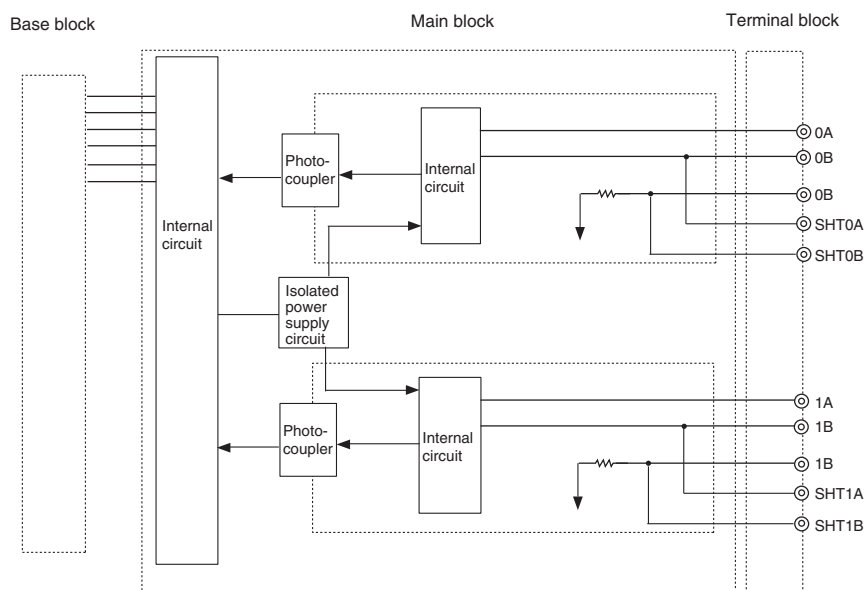 Base block
Main block
Terminal block
0A
Photo-
coupler
Internal
circuit
0B
0B
SHT0A
Internal
circuit
SHT0B
Isolated
power
supply
circuit
1A
Photo-
coupler
Internal
circuit
1B
1B
SHT1A
SHT1B